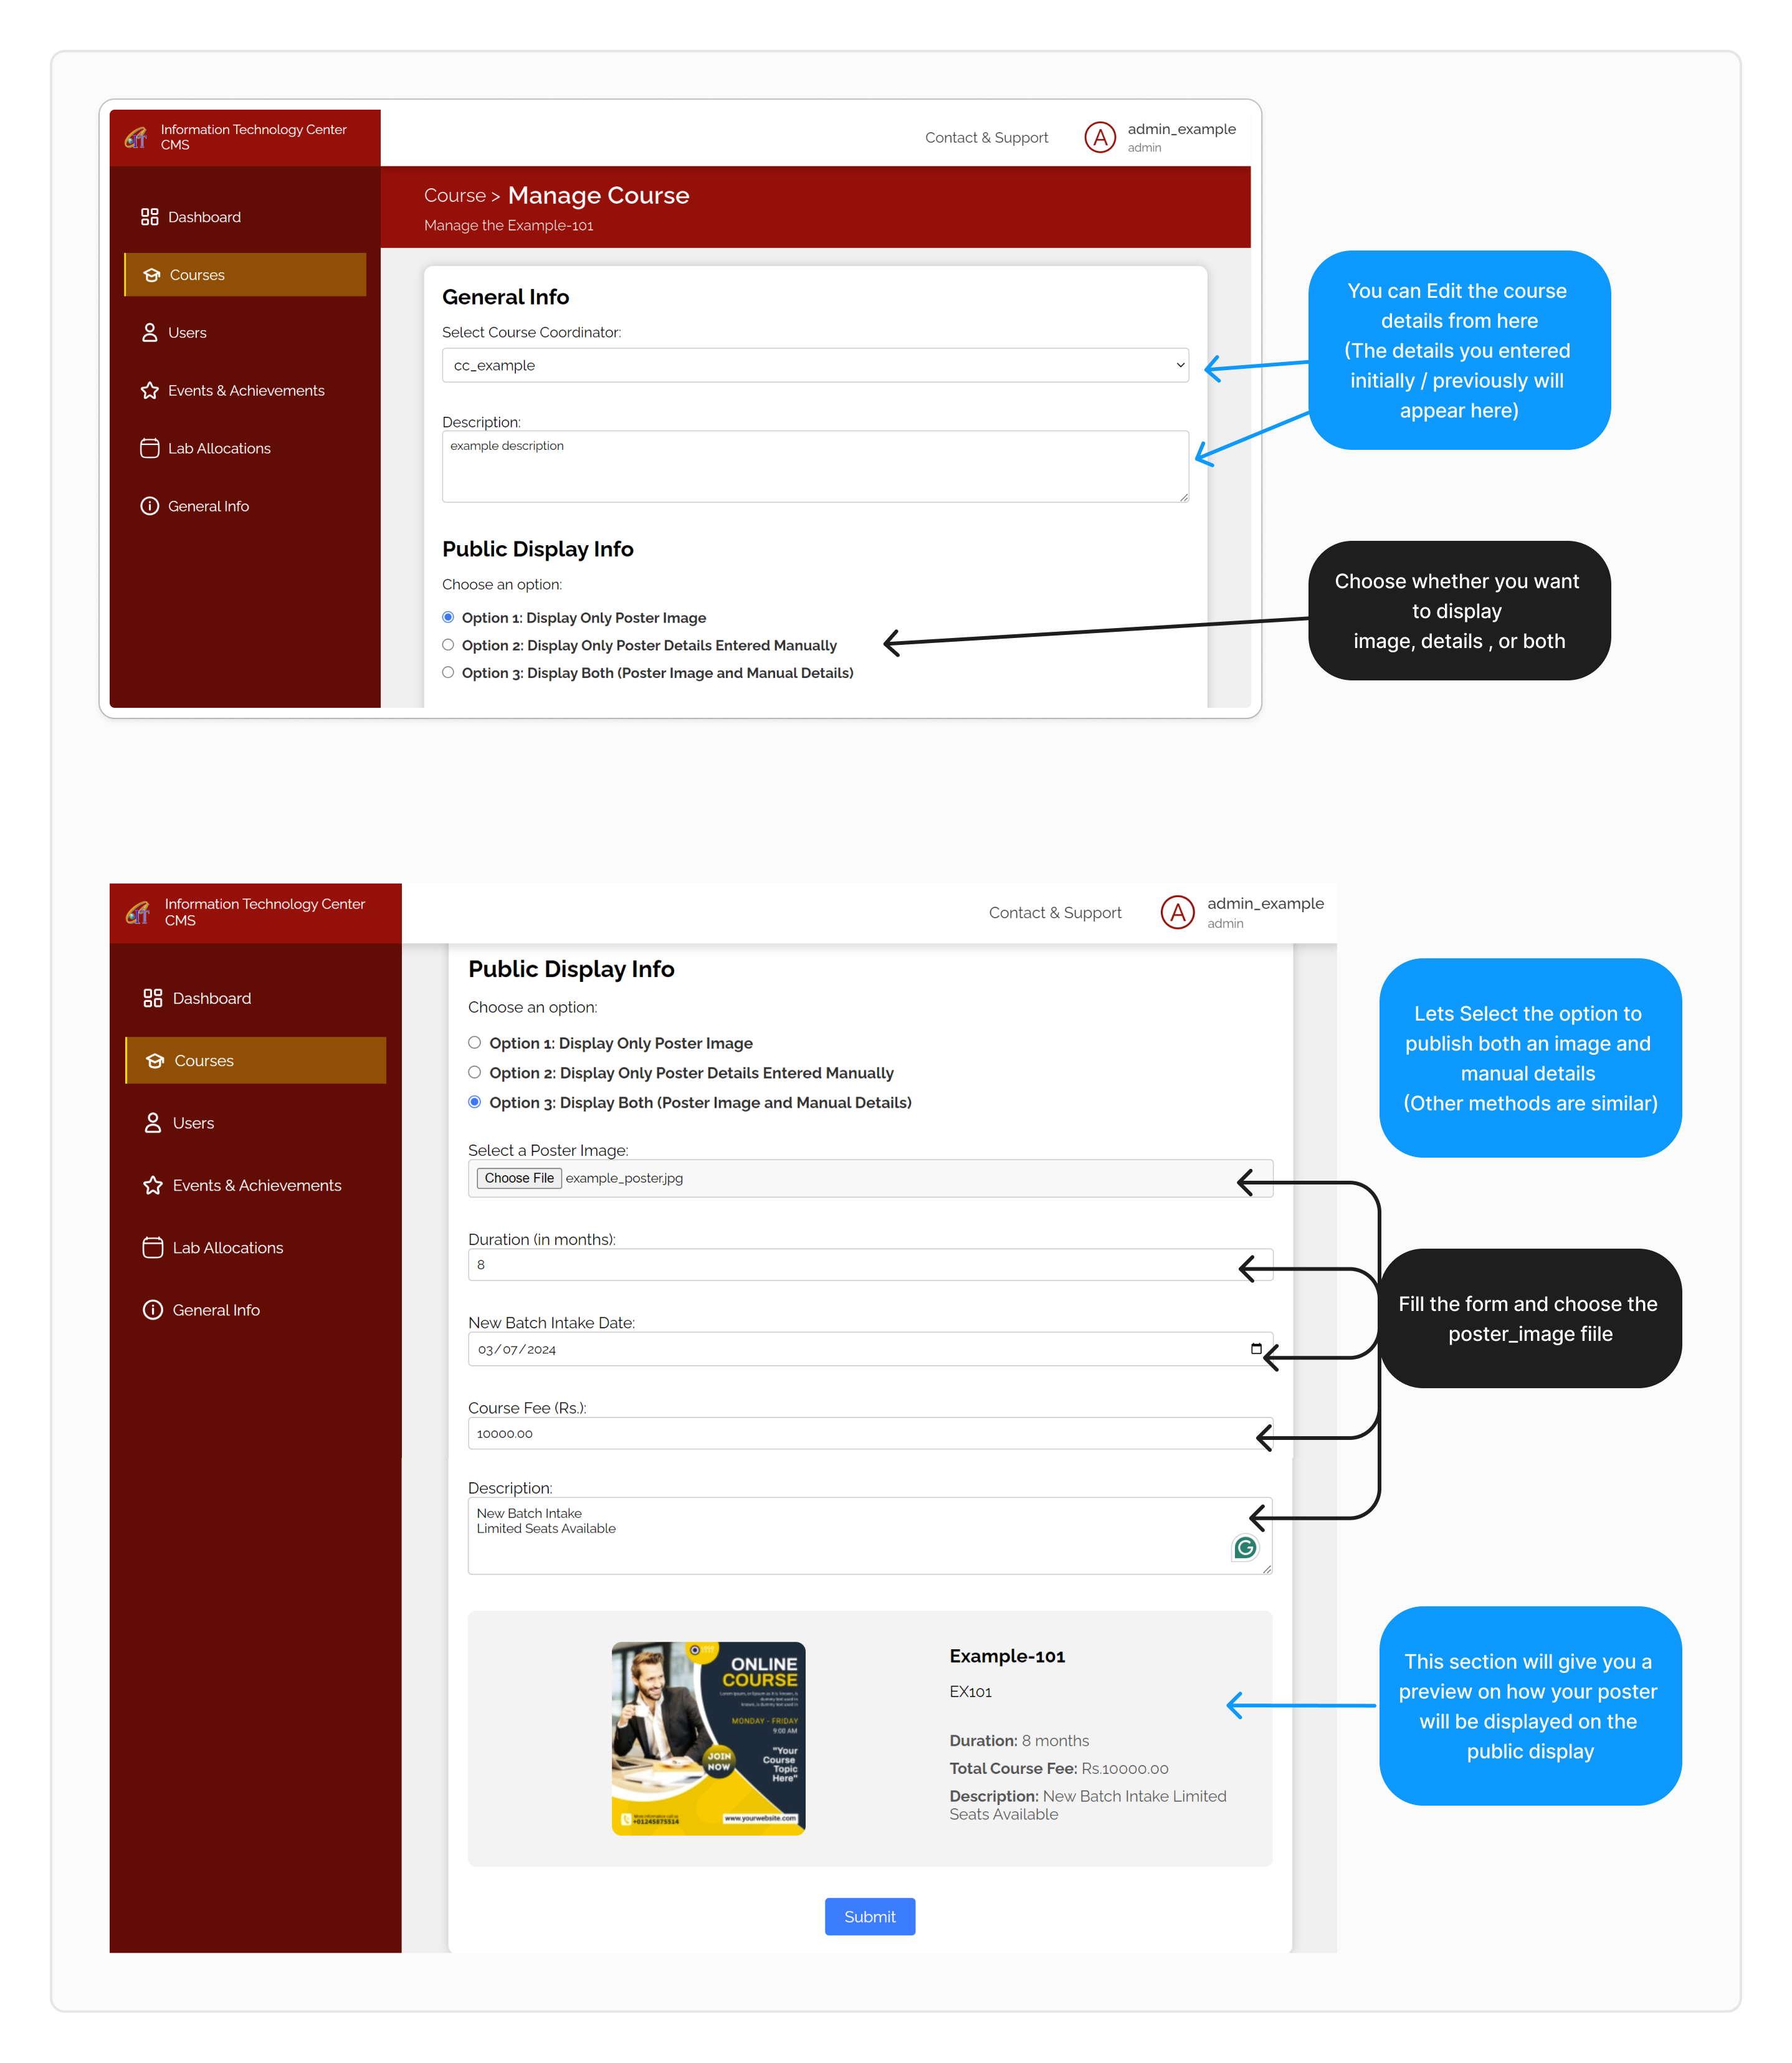 Information Technology Center
CMS
Contact & Support
A
admin_example
admin
Dashboard
Courses
Users
Events & Achievements
Lab Allocations
General Info
Course > Manage Course
Manage the Example-101
General Info
Select Course Coordinator:
cc_example
Description:
example description
Public Display Info
Choose an option:
Option 1: Display Only Poster Image
Option 2: Display Only Poster Details Entered Manually
Option 3: Display Both (Poster Image and Manual Details)
You can Edit the course
details from here
(The details you entered
initially / previously will
appear here)
Choose whether you want
to display
image, details , or both
Information Technology Center
CMS
Contact & Support
A
admin_example
admin
Dashboard
Courses
Users
Events & Achievements
Lab Allocations
General Info
Public Display Info
Choose an option:
Option 1: Display Only Poster Image
Option 2: Display Only Poster Details Entered Manually
Option 3: Display Both (Poster Image and Manual Details)
Select a Poster Image:
Choose File example_poster.jpg
Duration (in months):
8
New Batch Intake Date:
03/07/2024
Course Fee (Rs.):
10000.00
Description:
New Batch Intake
Limited Seats Available
ONLINE
COURSE
MONDAY - FRIDAY
9:00 AM
JOIN
NOW
"Your
Course
Topic
Here"
+01245875514
www.yourwebsite.com
Example-101
EX101
Duration: 8 months
Total Course Fee: Rs.10000.00
Description: New Batch Intake Limited
Seats Available
Submit
Lets Select the option to
publish both an image and
manual details
(Other methods are similar)
Fill the form and choose the
poster_image fiile
This section will give you a
preview on how your poster
will be displayed on the
public display